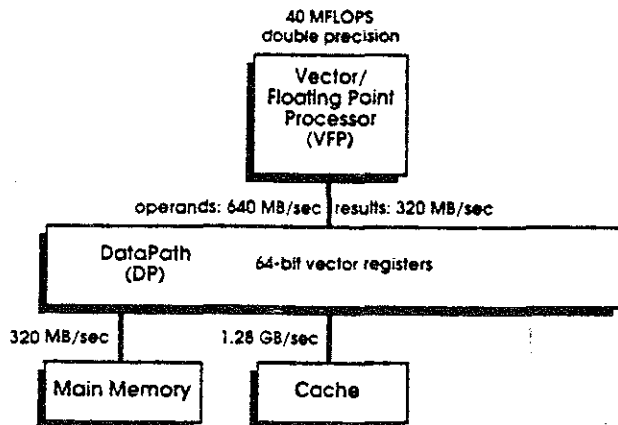 40 MFLOPS
double precision
Vector/
Floating Point
Processor
(VFP)
operands: 640 MB/sec results: 320 MB/sec
DataPath
(DP)
64-bit vector registers
320 MB/sec
1.28 GB/sec
Main Memory
Cache